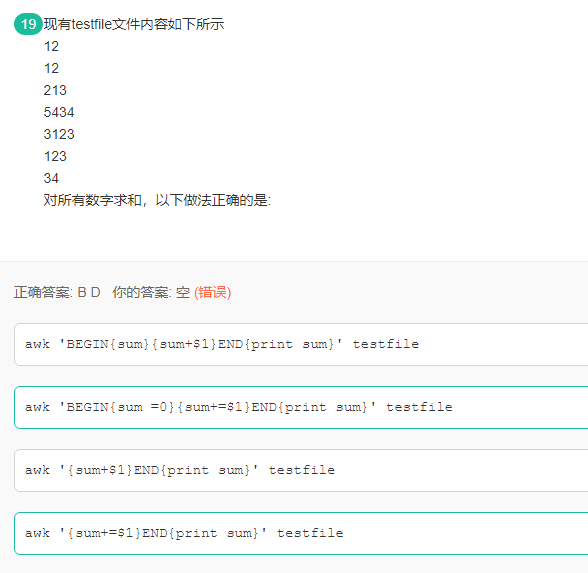 19 现有testfile文件内容如下所示
12
12
213
5434
3123
123
34
对所有数字求和，以下做法正确的是:
正确答案: B D 你的答案: 空 (错误)
awk 'BEGIN{sum}{sum+$1}END{print sum}' testfile
awk 'BEGIN{sum =0}{sum+=$1}END{print sum}' testfile
awk '{sum+$1}END{print sum}' testfile
awk '{sum+=$1}END{print sum}' testfile